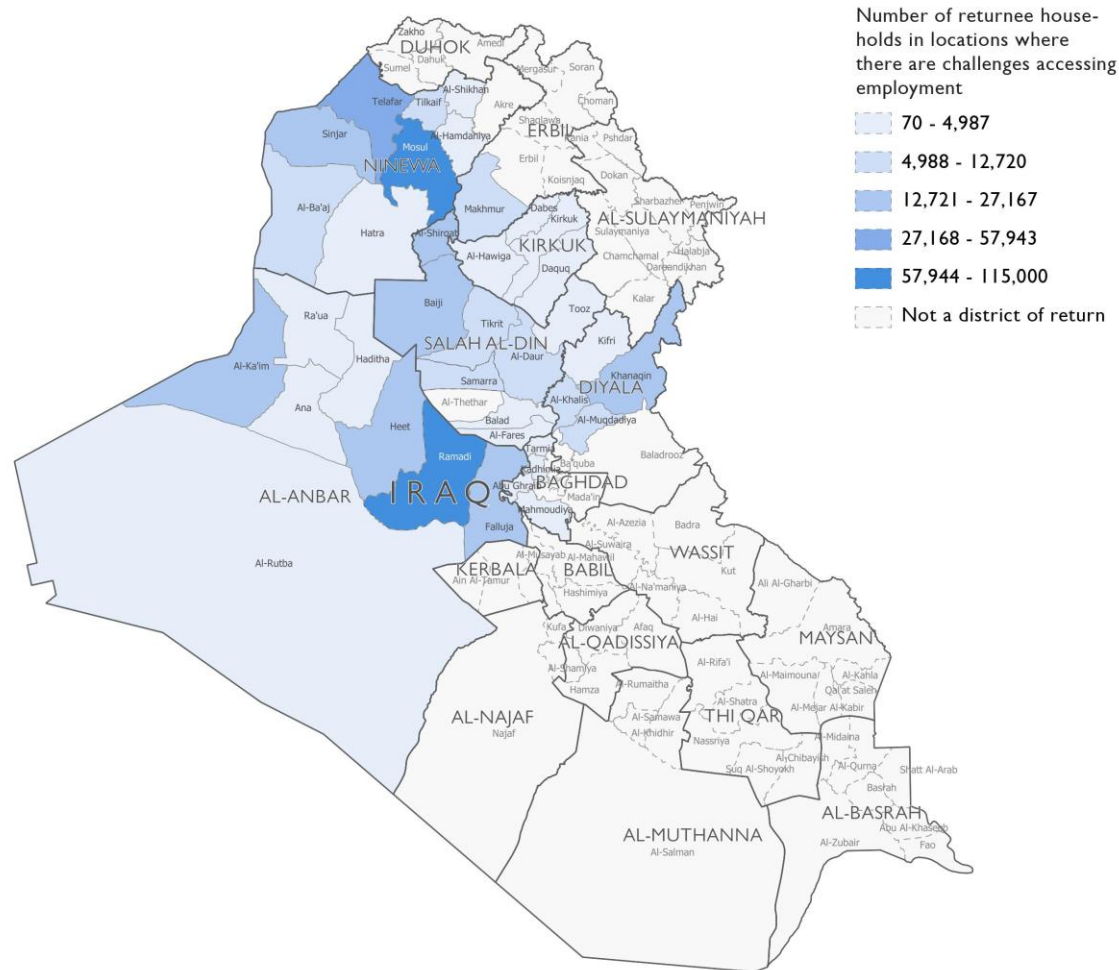 Number of returnee house-
holds in locations where
there are challenges accessing
employment
70 - 4,987
4,988 - 12,720
12,721 - 27,167
27,168 - 57,943
57,944 - 115,000
Not a district of return
Zakho
DUHOK
Amedi
Dahuk
Sumel
Mergasur
Soran
Al-Shikhan
Akre
Choman
Telafar
Tilkaif
Shaqlawa
Sinjar
Al-Hamdaniya
ERBIL
Rania
Pshdar
Mosul
NINEWA
Erbil
Koisnjaq
Dokan
Al-Ba'aj
Makhmur
Dabes
Sharbazher
Penjwin
Kirkuk
AL-SULAYMANIYAH
Hatra
Al-Shirqat
KIRKUK
Sulaymaniya
Al-Hawiga
Chamchamal
Halabja
Daquq
Dareendikhan
Kalar
Ra'ua
Baiji
Tooz
Tikrit
Kifri
SALAH AL-DIN
Al-Daur
Haditha
Al-Ka'im
Khanaqin
Samarra
DIYALA
Ana
Al-Thethar
Al-Khalis
Balad
Al-Muqdadiya
Heet
Al-Fares
Tarmia
Ramadi
Baladrooz
Ba'quba
Kadhimia
Abu Ghraib
BAGHDAD
IRAQ
AL-ANBAR
Mada'in
Mahmoudiya
Falluja
Al-Azezia
Badra
Al-Suwaira
WASSIT
Al-Rutba
Al-Musayab
Al-Mahawil
KERBALA
BABIL
Kut
Ain Al-Tamur
Al-Na'maniya
Ali Al-Gharbi
Hashimiya
Al-Hai
Kufa
Diwaniya
Afaq
Amara
AL-QADISSIYA
MAYSAN
Al-Shamiya
Al-Rifa'i
Al-Maimouna
Al-Kahla
Hamza
Al-Rumaitha
Qal'at Saleh
Al-Shatra
Al-Mejar Al-Kabir
AL-NAJAF
Al-Samawa
THI QAR
Najaf
Al-Khidhir
Nassriya
Al-Midaina
Al-Chibayish
Al-Qurna
Shatt Al-Arab
Suq Al-Shoyokh
Basrah
AL-BASRAH
Abu Al-Khaseeb
AL-MUTHANNA
Al-Zubair
Fao
Al-Salman